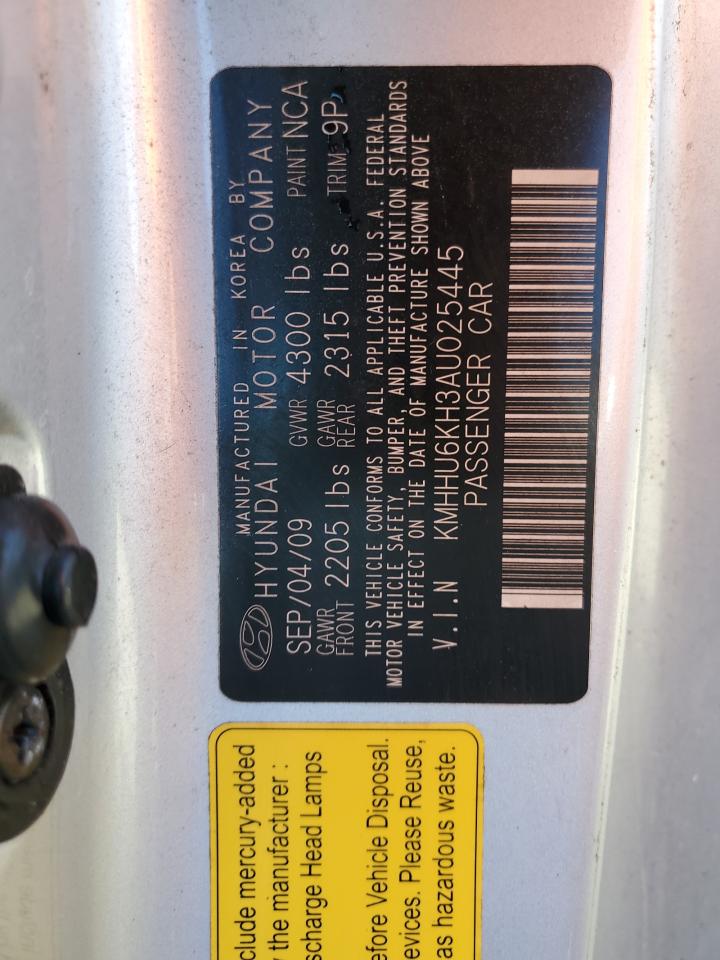 MANUFACTURED IN KOREA BY
HYUNDAI MOTOR COMPANY
SEP/04/09 GVWR 4300 lbs PAINT NCA
GAWR FRONT 2205 lbs GAWR REAR 2315 lbs TRIM 9P
THIS VEHICLE CONFORMS TO ALL APPLICABLE U.S.A. FEDERAL
MOTOR VEHICLE SAFETY, BUMPER, AND THEFT PREVENTION STANDARDS
IN EFFECT ON THE DATE OF MANUFACTURE SHOWN ABOVE
V.I.N KMHHU6KH3AU025445
PASSENGER CAR
clude mercury-added
y the manufacturer :
scharge Head Lamps
efore Vehicle Disposal.
evices. Please Reuse,
as hazardous waste.